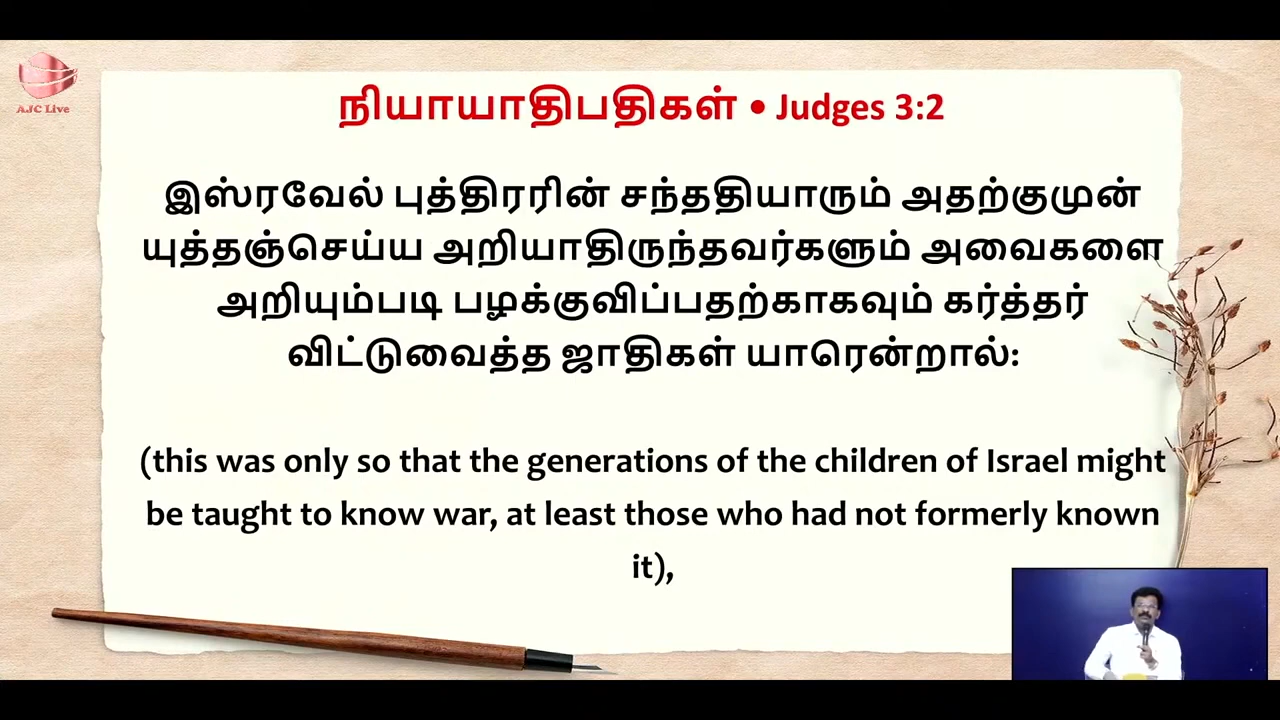 AJC Live
நியாயாதிபதிகள் • Judges 3:2
இஸ்ரவேல் புத்திரரின் சந்ததியாரும் அதற்குமுன்
யுத்தஞ்செய்ய அறியாதிருந்தவர்களும் அவைகளை
அறியும்படி பழக்குவிப்பதற்காகவும் கர்த்தர்
விட்டுவைத்த ஜாதிகள் யாரென்றால்:
(this was only so that the generations of the children of Israel might
be taught to know war, at least those who had not formerly known
it),